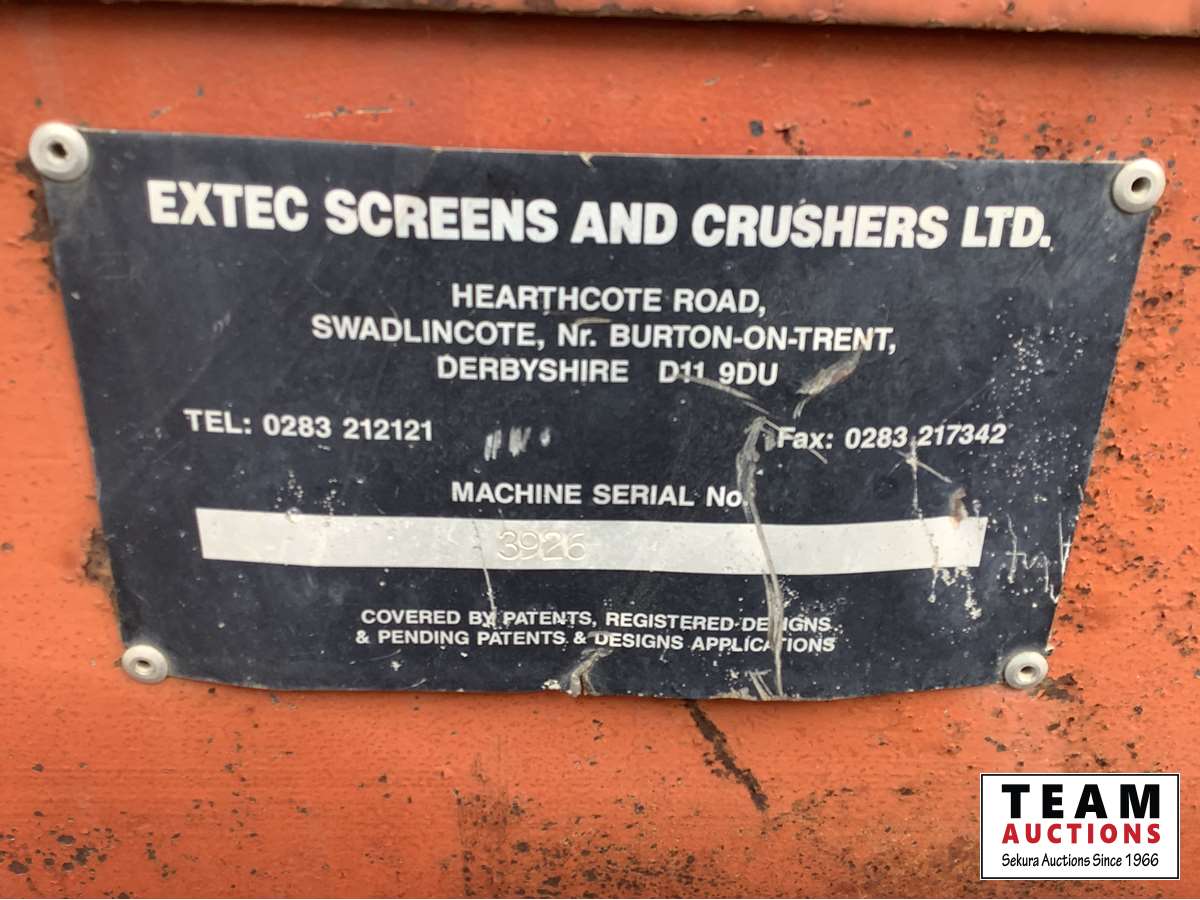 EXTEC SCREENS AND CRUSHERS LTD.
HEARTHCOTE ROAD,
SWADLINCOTE, Nr. BURTON-ON-TRENT,
DERBYSHIRE D11 9DU
TEL: 0283 212121 Fax: 0283 217342
MACHINE SERIAL No.
3926
COVERED BY PATENTS, REGISTERED DESIGNS
& PENDING PATENTS & DESIGNS APPLICATIONS
TEAM
AUCTIONS
Sekura Auctions Since 1966